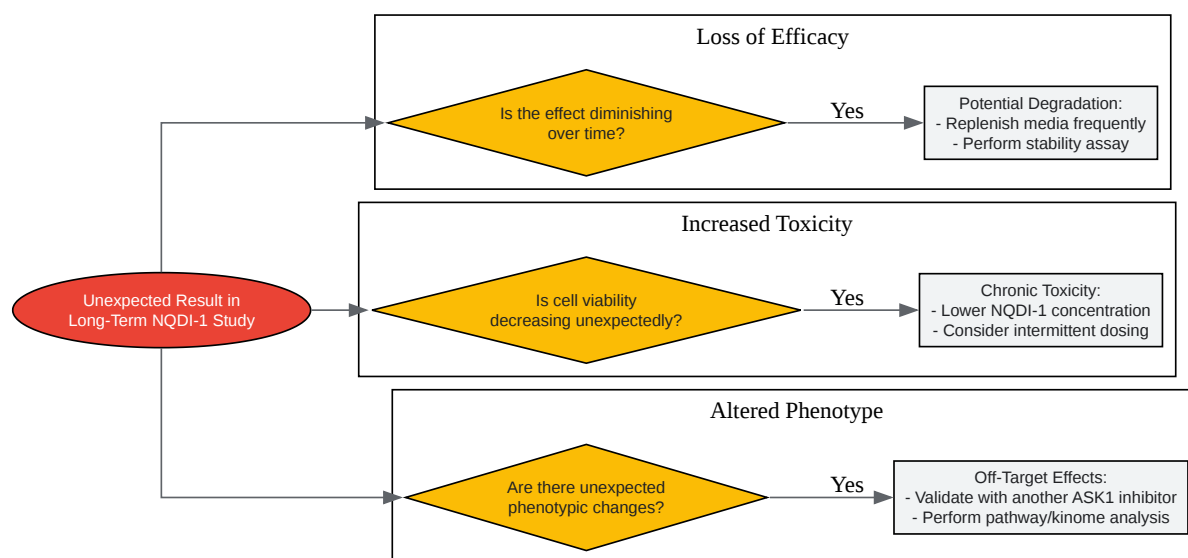 Loss of Efficacy
Is the effect diminishing
over time?
Yes
Potential Degradation:
- Replenish media frequently
- Perform stability assay
Increased Toxicity
Unexpected Result in
Long-Term NQDI-1 Study
Is cell viability
decreasing unexpectedly?
Yes
Chronic Toxicity:
- Lower NQDI-1 concentration
- Consider intermittent dosing
Altered Phenotype
Are there unexpected
phenotypic changes?
Yes
Off-Target Effects:
- Validate with another ASK1 inhibitor
- Perform pathway/kinome analysis